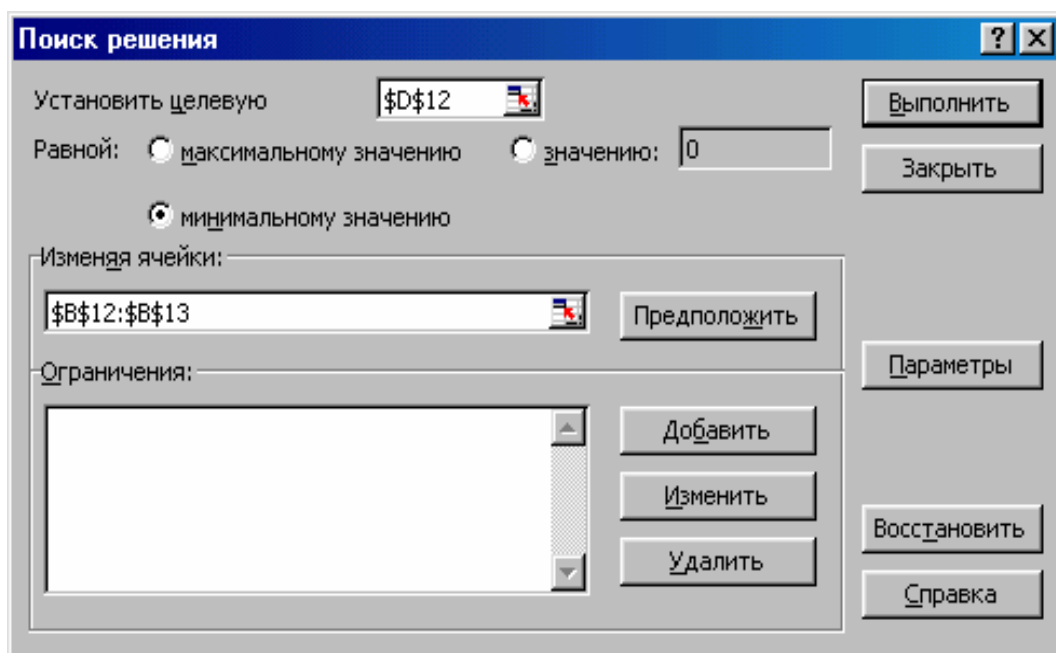 Поиск решения
Установить целевую $D$12
Выполнить
Равной: максимальному значению значению: 0
Закрыть
минимальному значению
Изменяя ячейки:
$B$12:$B$13
Предположить
Параметры
Ограничения:
Добавить
Изменить
Удалить
Восстановить
Справка